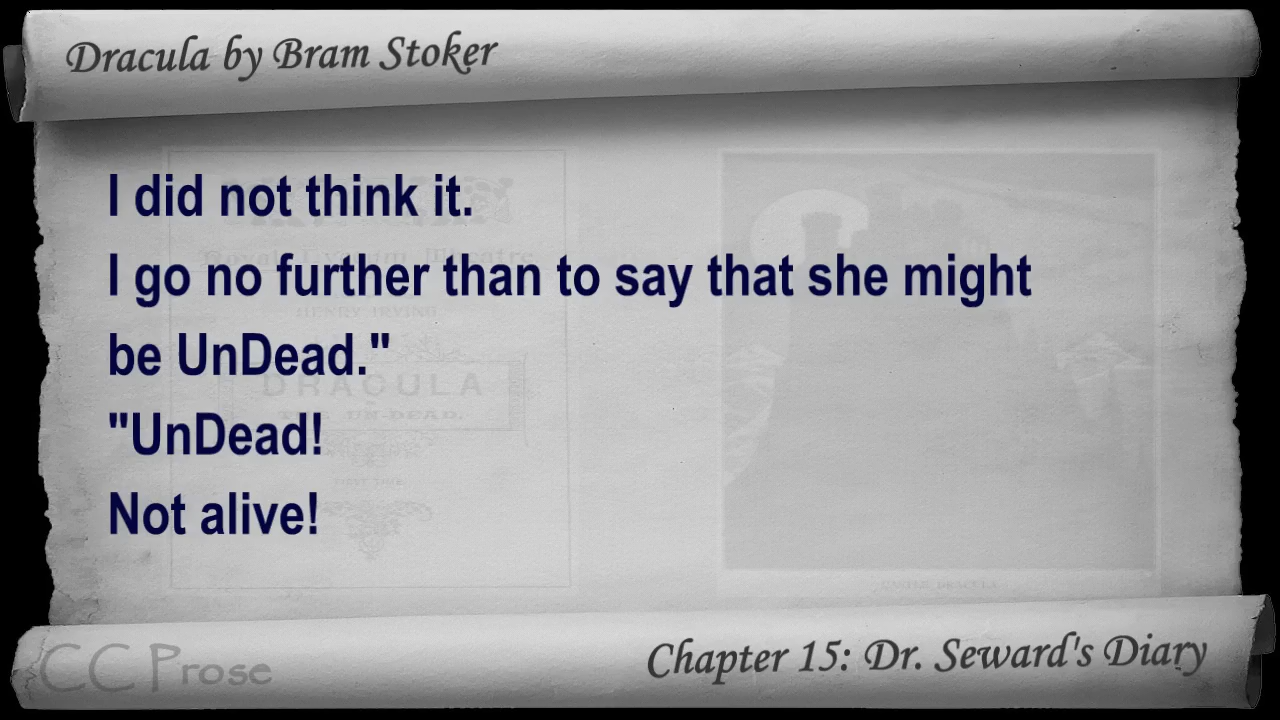 Dracula by Bram Stoker
I did not think it.
I go no further than to say that she might
be UnDead."
"UnDead!
Not alive!
DRACULA
CC Prose
Chapter 15: Dr. Seward's Diary